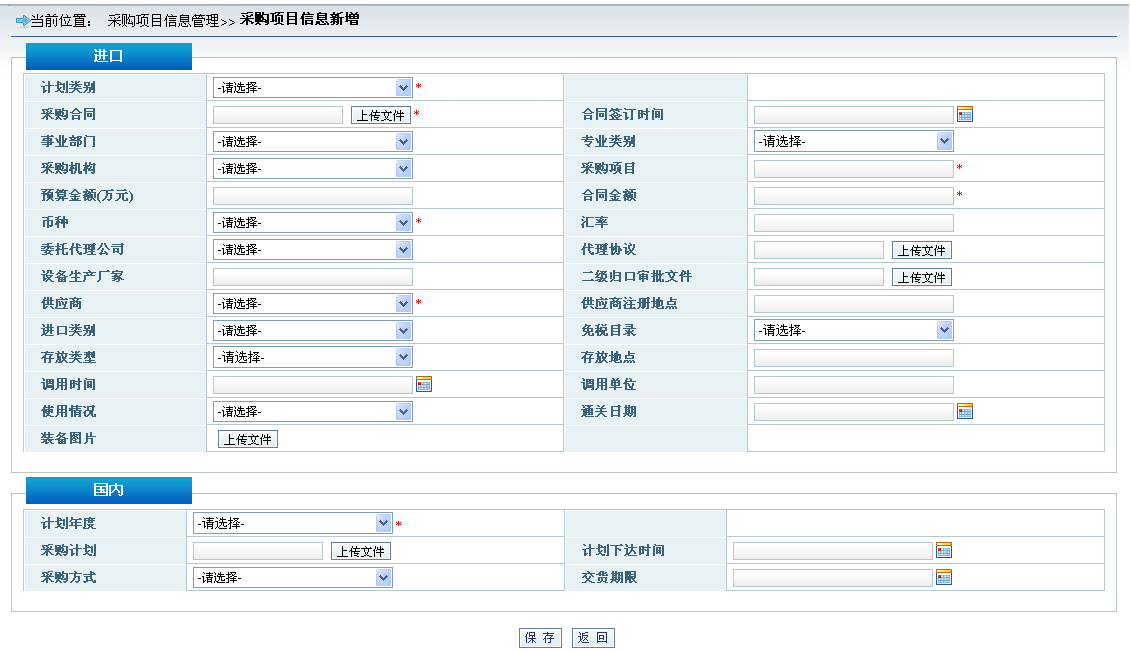 当前位置： 采购项目信息管理>> 采购项目信息新增
进口
计划类别 -请选择- *
采购合同 上传文件 * 合同签订时间
事业部门 -请选择- 专业类别 -请选择-
采购机构 -请选择- 采购项目 *
预算金额(万元) 合同金额 *
币种 -请选择- * 汇率
委托代理公司 -请选择- 代理协议 上传文件
设备生产厂家 二级归口审批文件 上传文件
供应商 -请选择- * 供应商注册地点
进口类别 -请选择- 免税目录 -请选择-
存放类型 -请选择- 存放地点
调用时间 调用单位
使用情况 -请选择- 通关日期
装备图片 上传文件
国内
计划年度 -请选择- *
采购计划 上传文件 计划下达时间
采购方式 -请选择- 交货期限
保 存 返 回